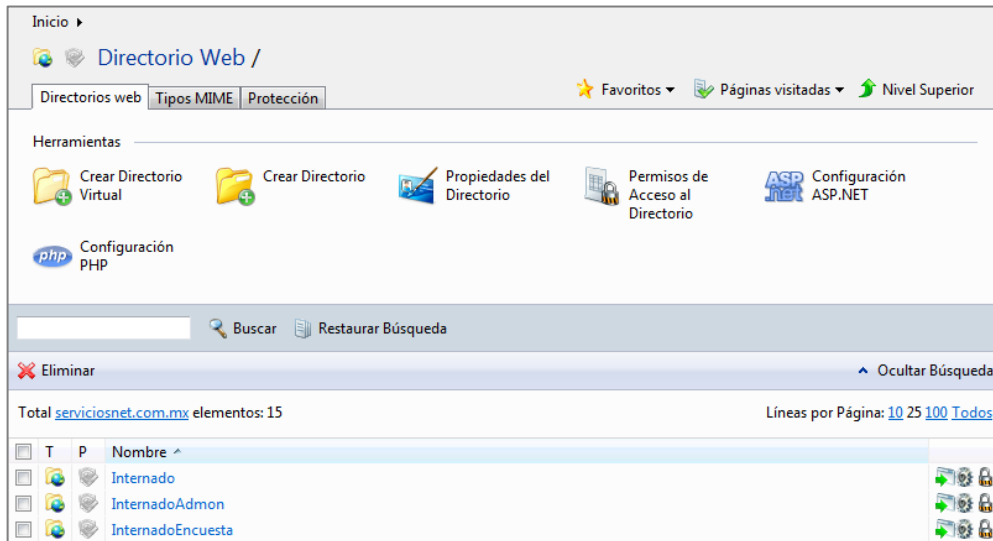 Inicio
Directorio Web /
Directorios web Tipos MIME Protección
Favoritos Páginas visitadas Nivel Superior
Herramientas
Crear Directorio
Virtual
Crear Directorio
Propiedades del
Directorio
Permisos de
Acceso al
Directorio
ASP.net
Configuración
ASP.NET
php
Configuración
PHP
Buscar Restaurar Búsqueda
Eliminar Ocultar Búsqueda
Total serviciosnet.com.mx elementos: 15 Líneas por Página: 10 25 100 Todos
T P Nombre
Internado
InternadoAdmon
InternadoEncuesta